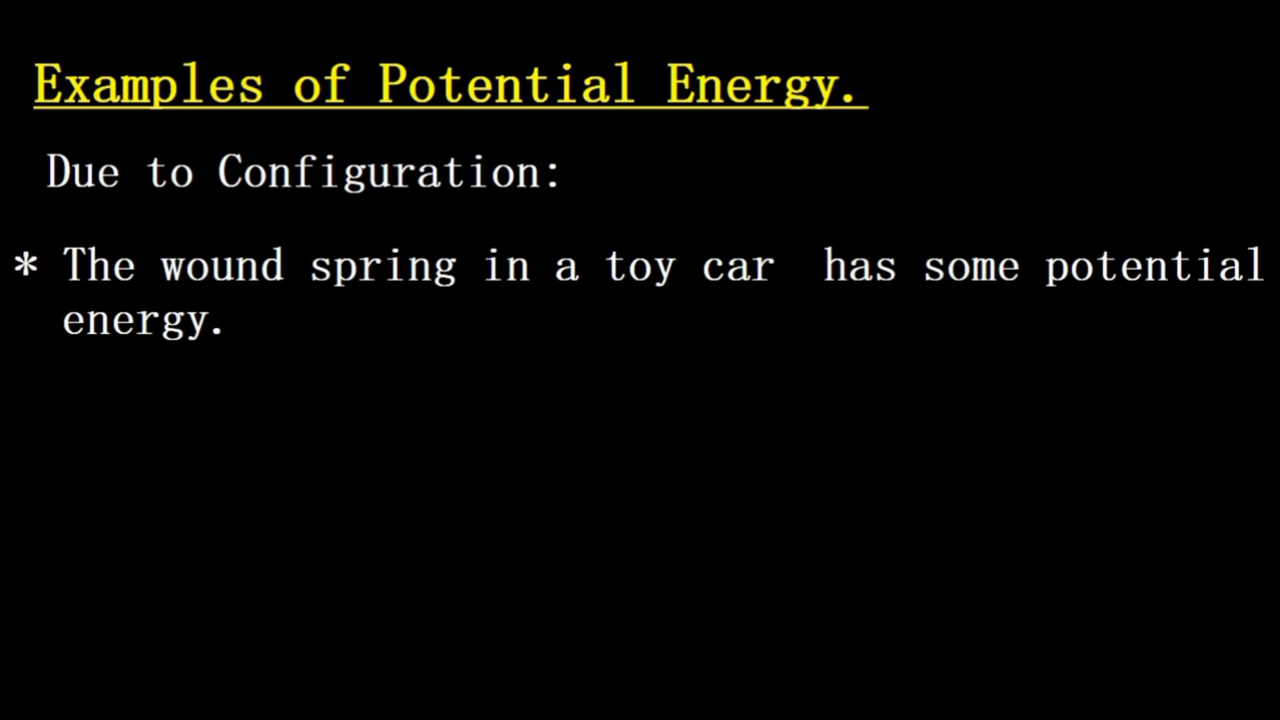 Examples of Potential Energy.
Due to Configuration:
* The wound spring in a toy car has some potential
energy.